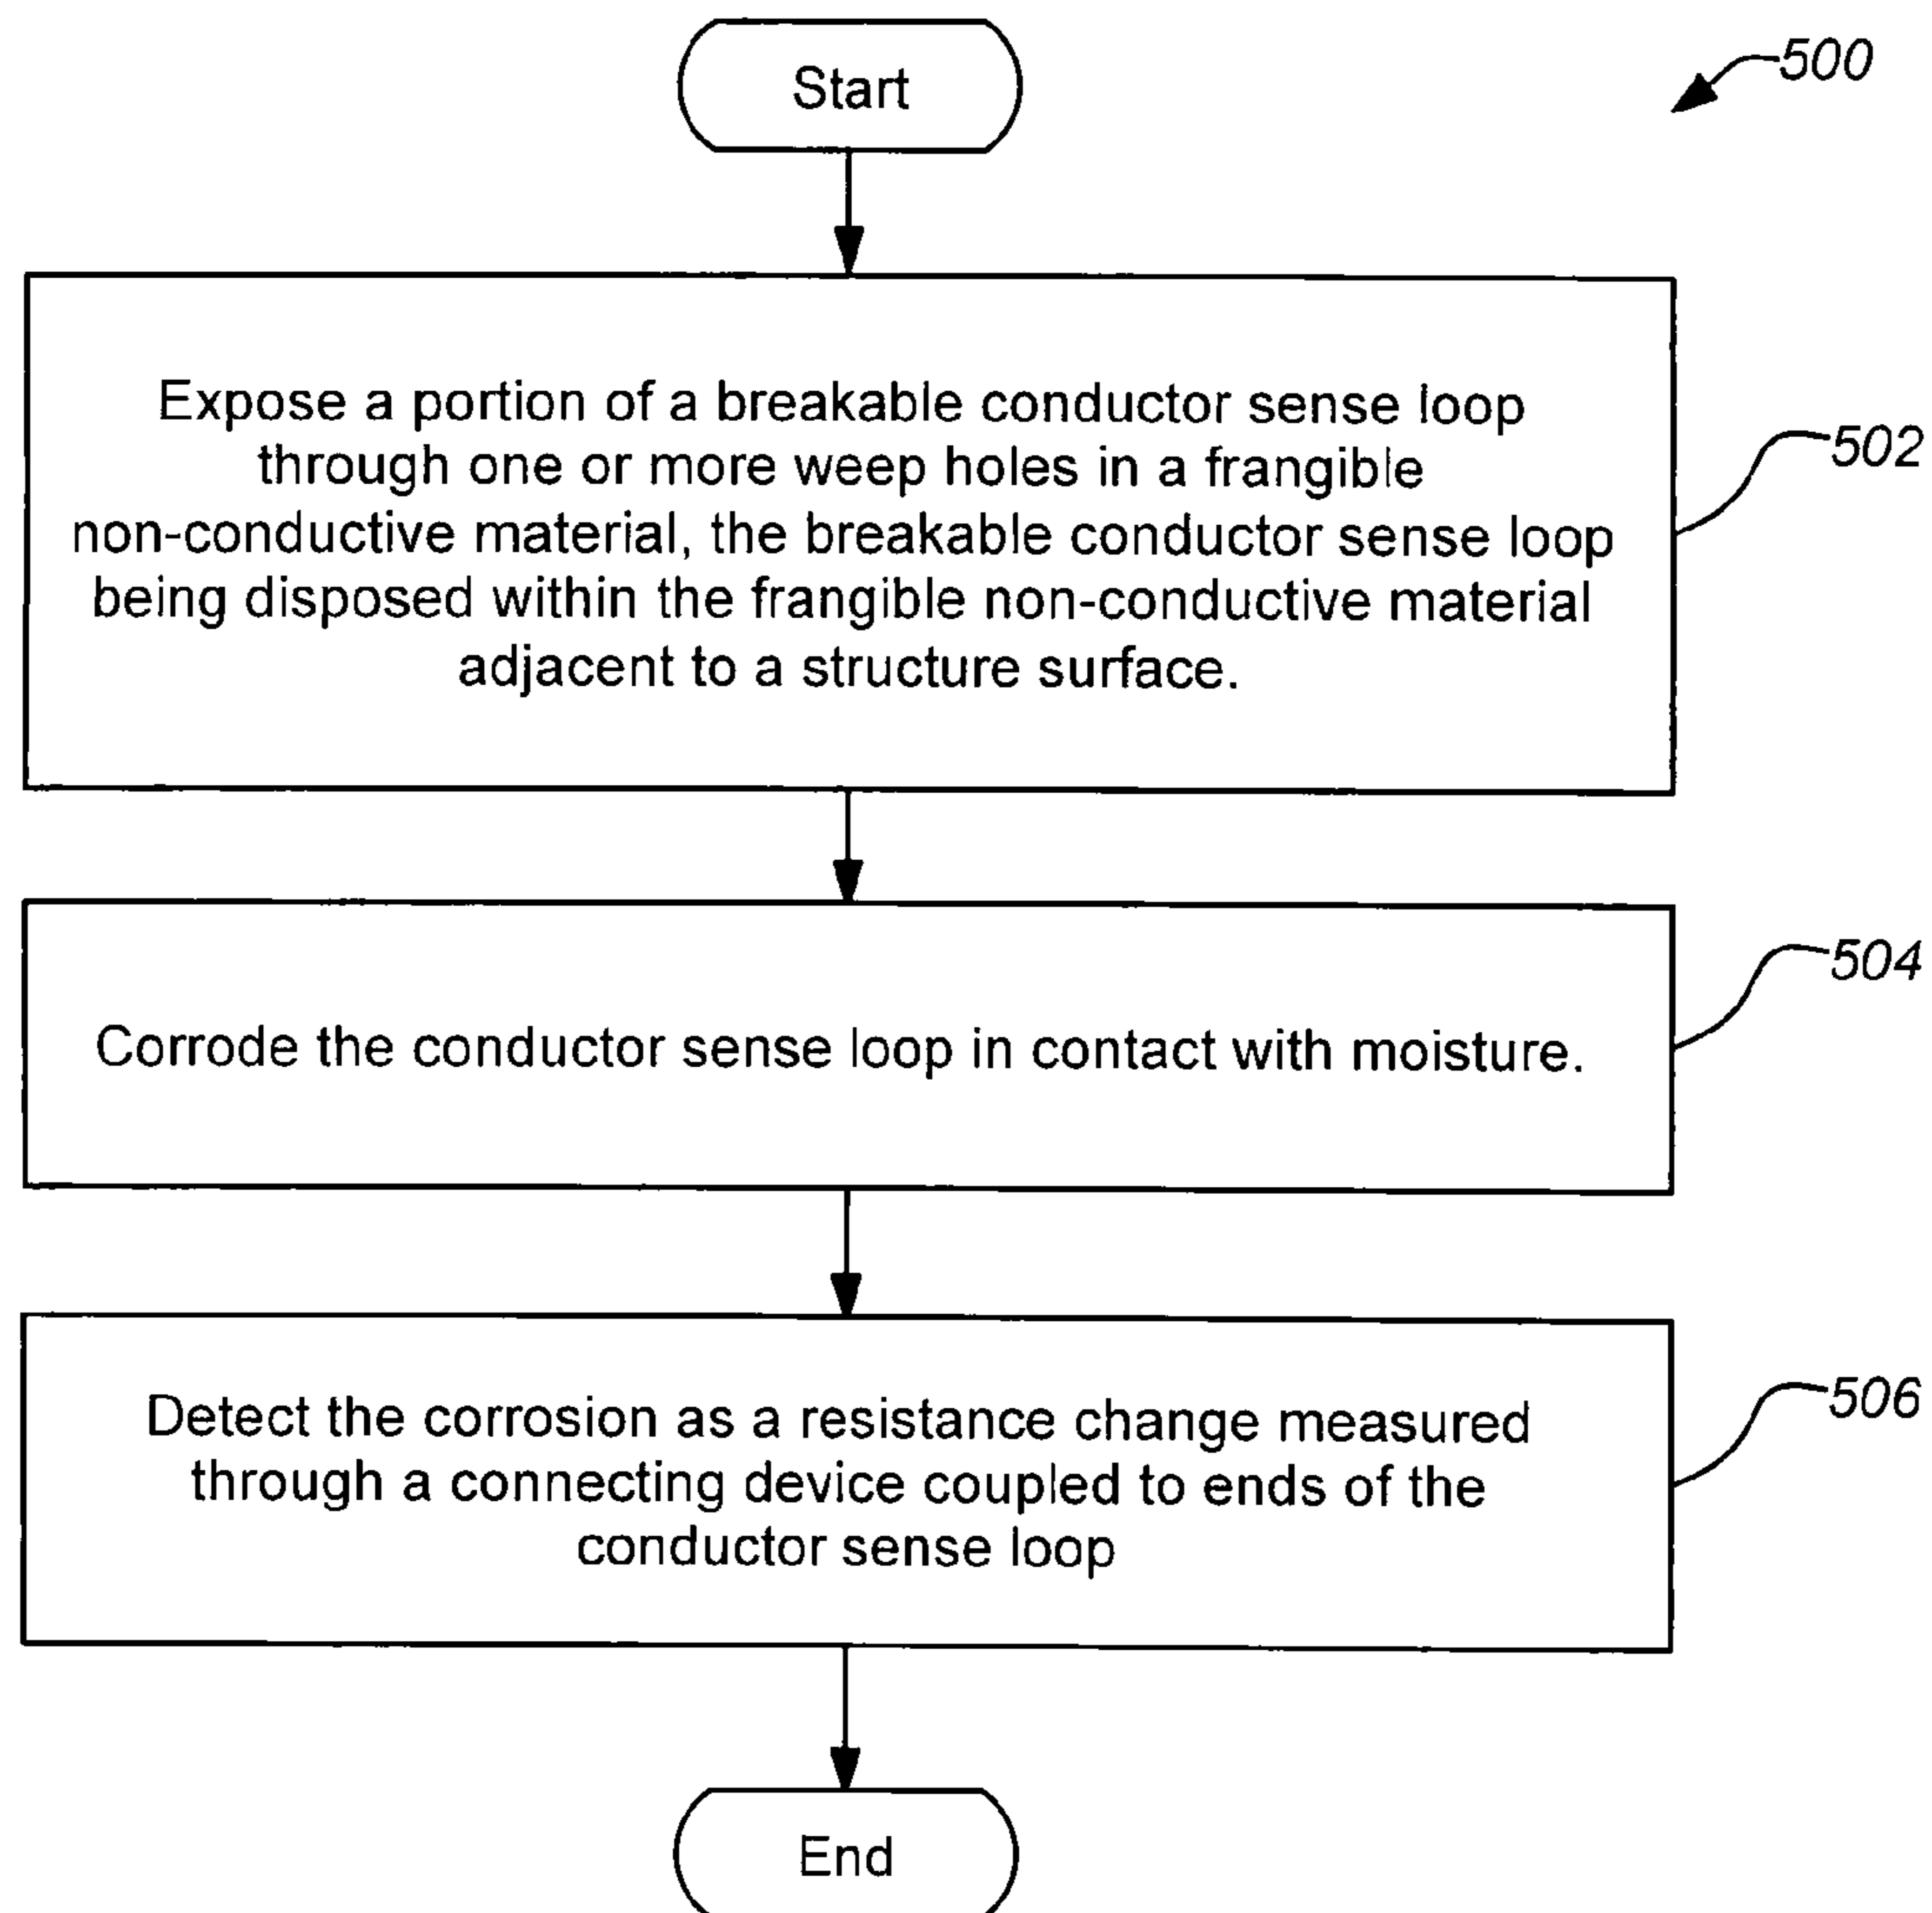 Start
500
Expose a portion of a breakable conductor sense loop
through one or more weep holes in a frangible
non-conductive material, the breakable conductor sense loop
being disposed within the frangible non-conductive material
adjacent to a structure surface.
502
Corrode the conductor sense loop in contact with moisture.
504
Detect the corrosion as a resistance change measured
through a connecting device coupled to ends of the
conductor sense loop
506
End